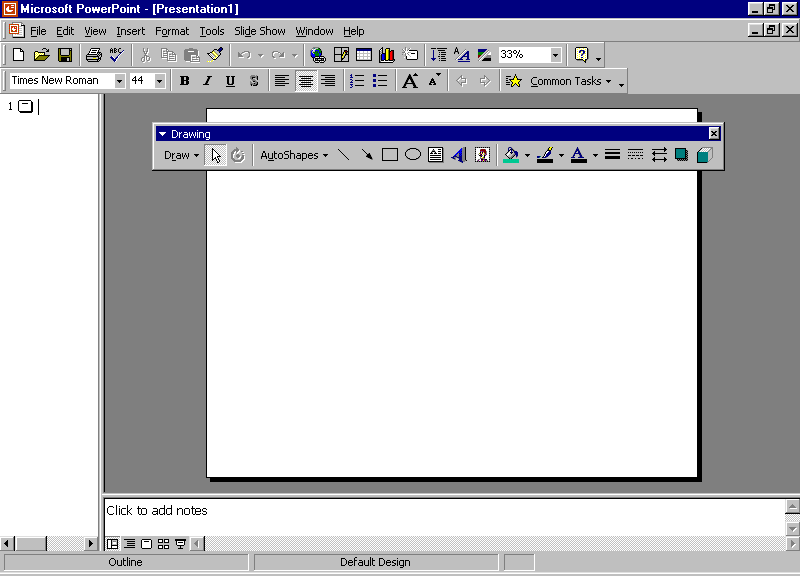 Microsoft PowerPoint - [Presentation1]
File Edit View Insert Format Tools Slide Show Window Help
ABC 33%
Times New Roman 44 B I U S A A Common Tasks
1
Drawing
Draw AutoShapes A A
Click to add notes
Outline Default Design